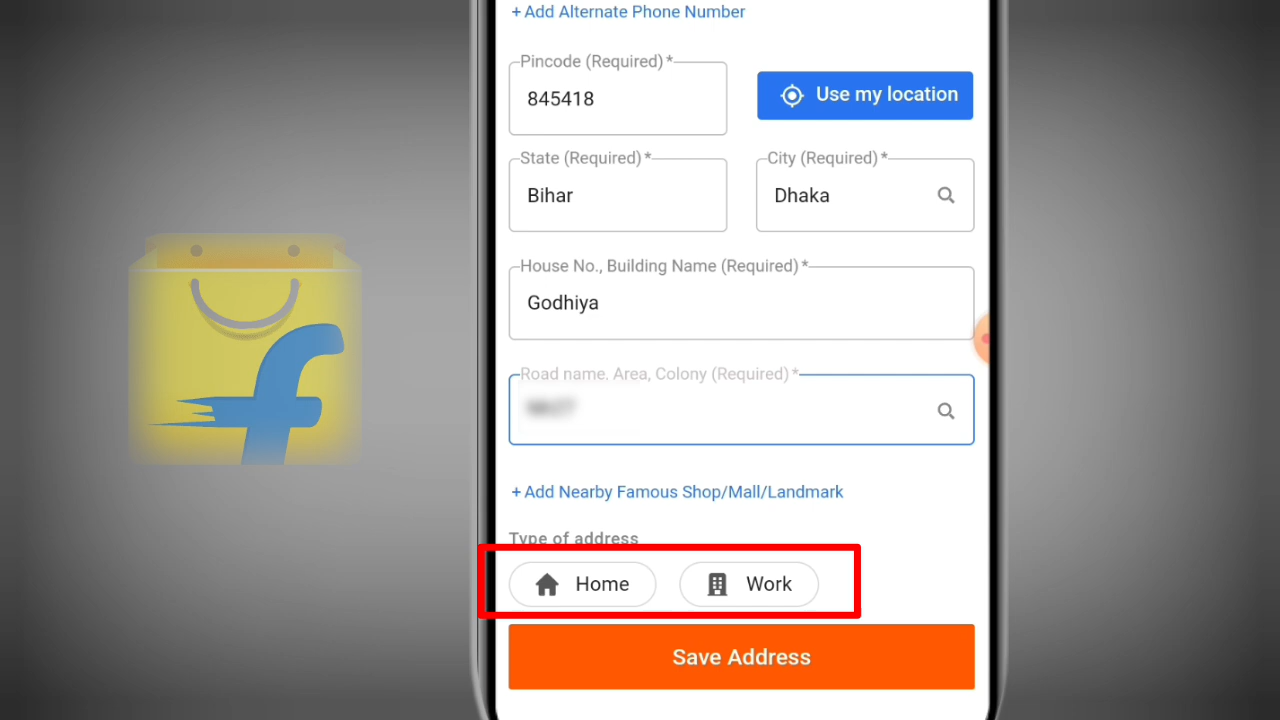 + Add Alternate Phone Number
Pincode (Required) *
845418
Use my location
State (Required) *
Bihar
City (Required) *
Dhaka
House No., Building Name (Required) *
Godhiya
Road name. Area, Colony (Required) *
+ Add Nearby Famous Shop/Mall/Landmark
Type of address
Home
Work
Save Address
f